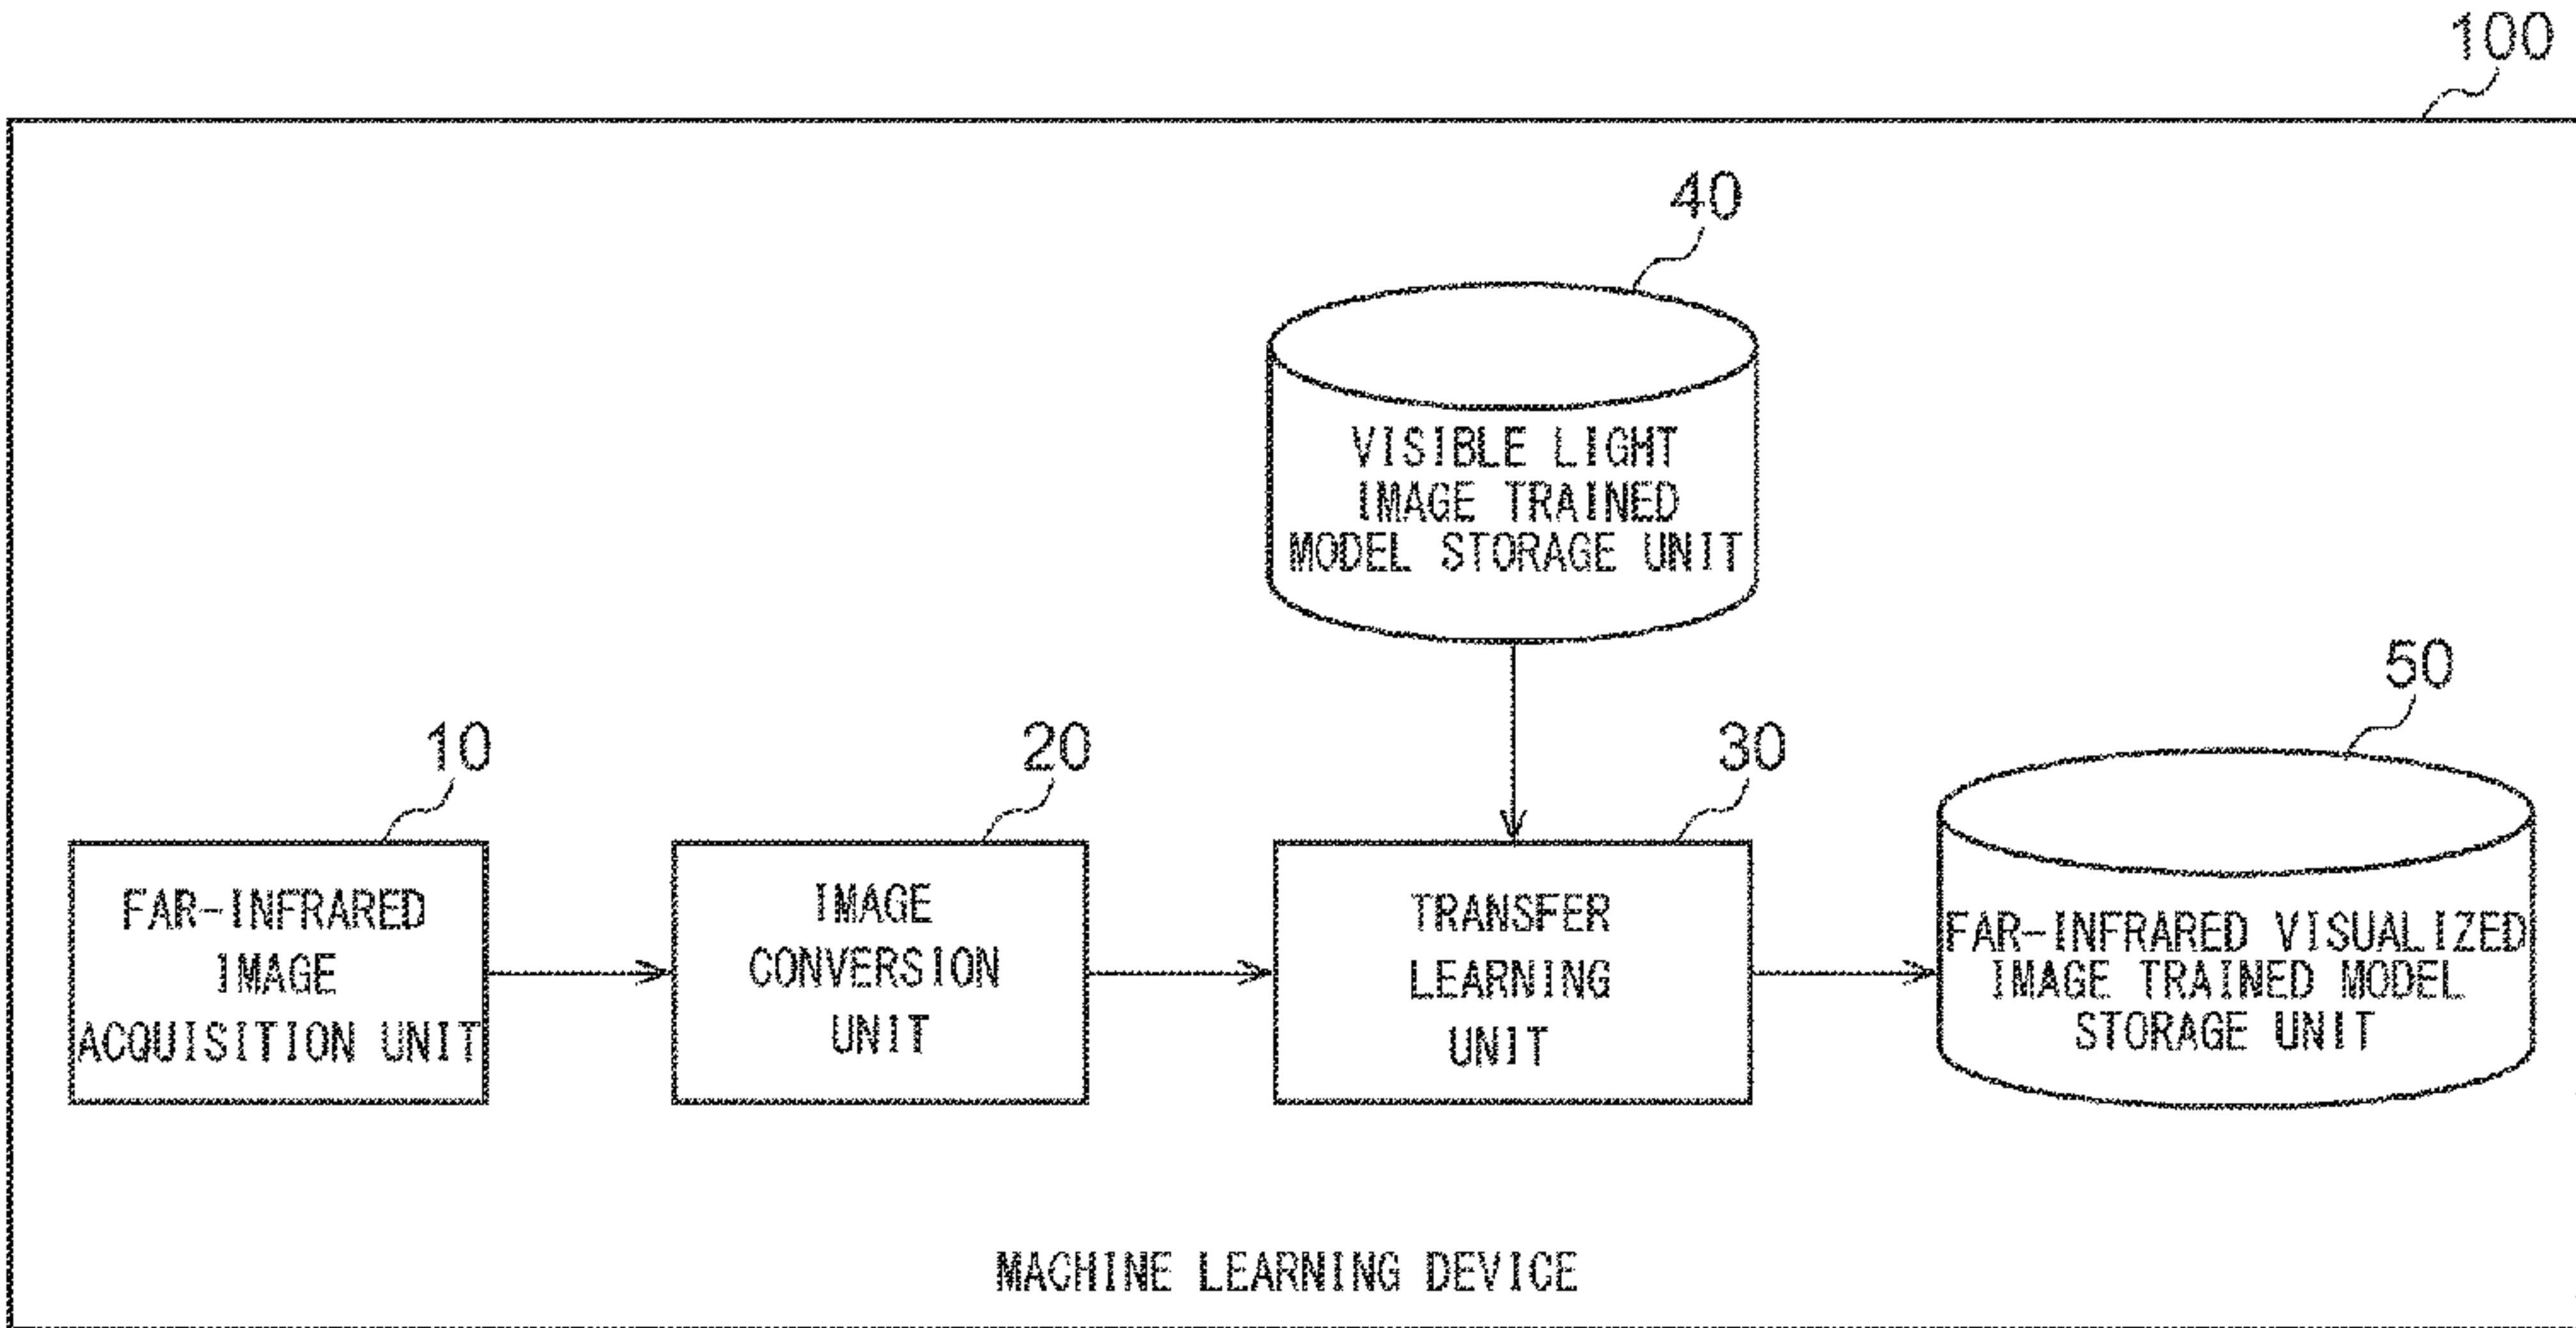 100
40
VISIBLE LIGHT
IMAGE TRAINED
MODEL STORAGE UNIT
10
FAR-INFRARED
IMAGE
ACQUISITION UNIT
20
IMAGE
CONVERSION
UNIT
30
TRANSFER
LEARNING
UNIT
50
FAR-INFRARED VISUALIZED
IMAGE TRAINED MODEL
STORAGE UNIT
MACHINE LEARNING DEVICE